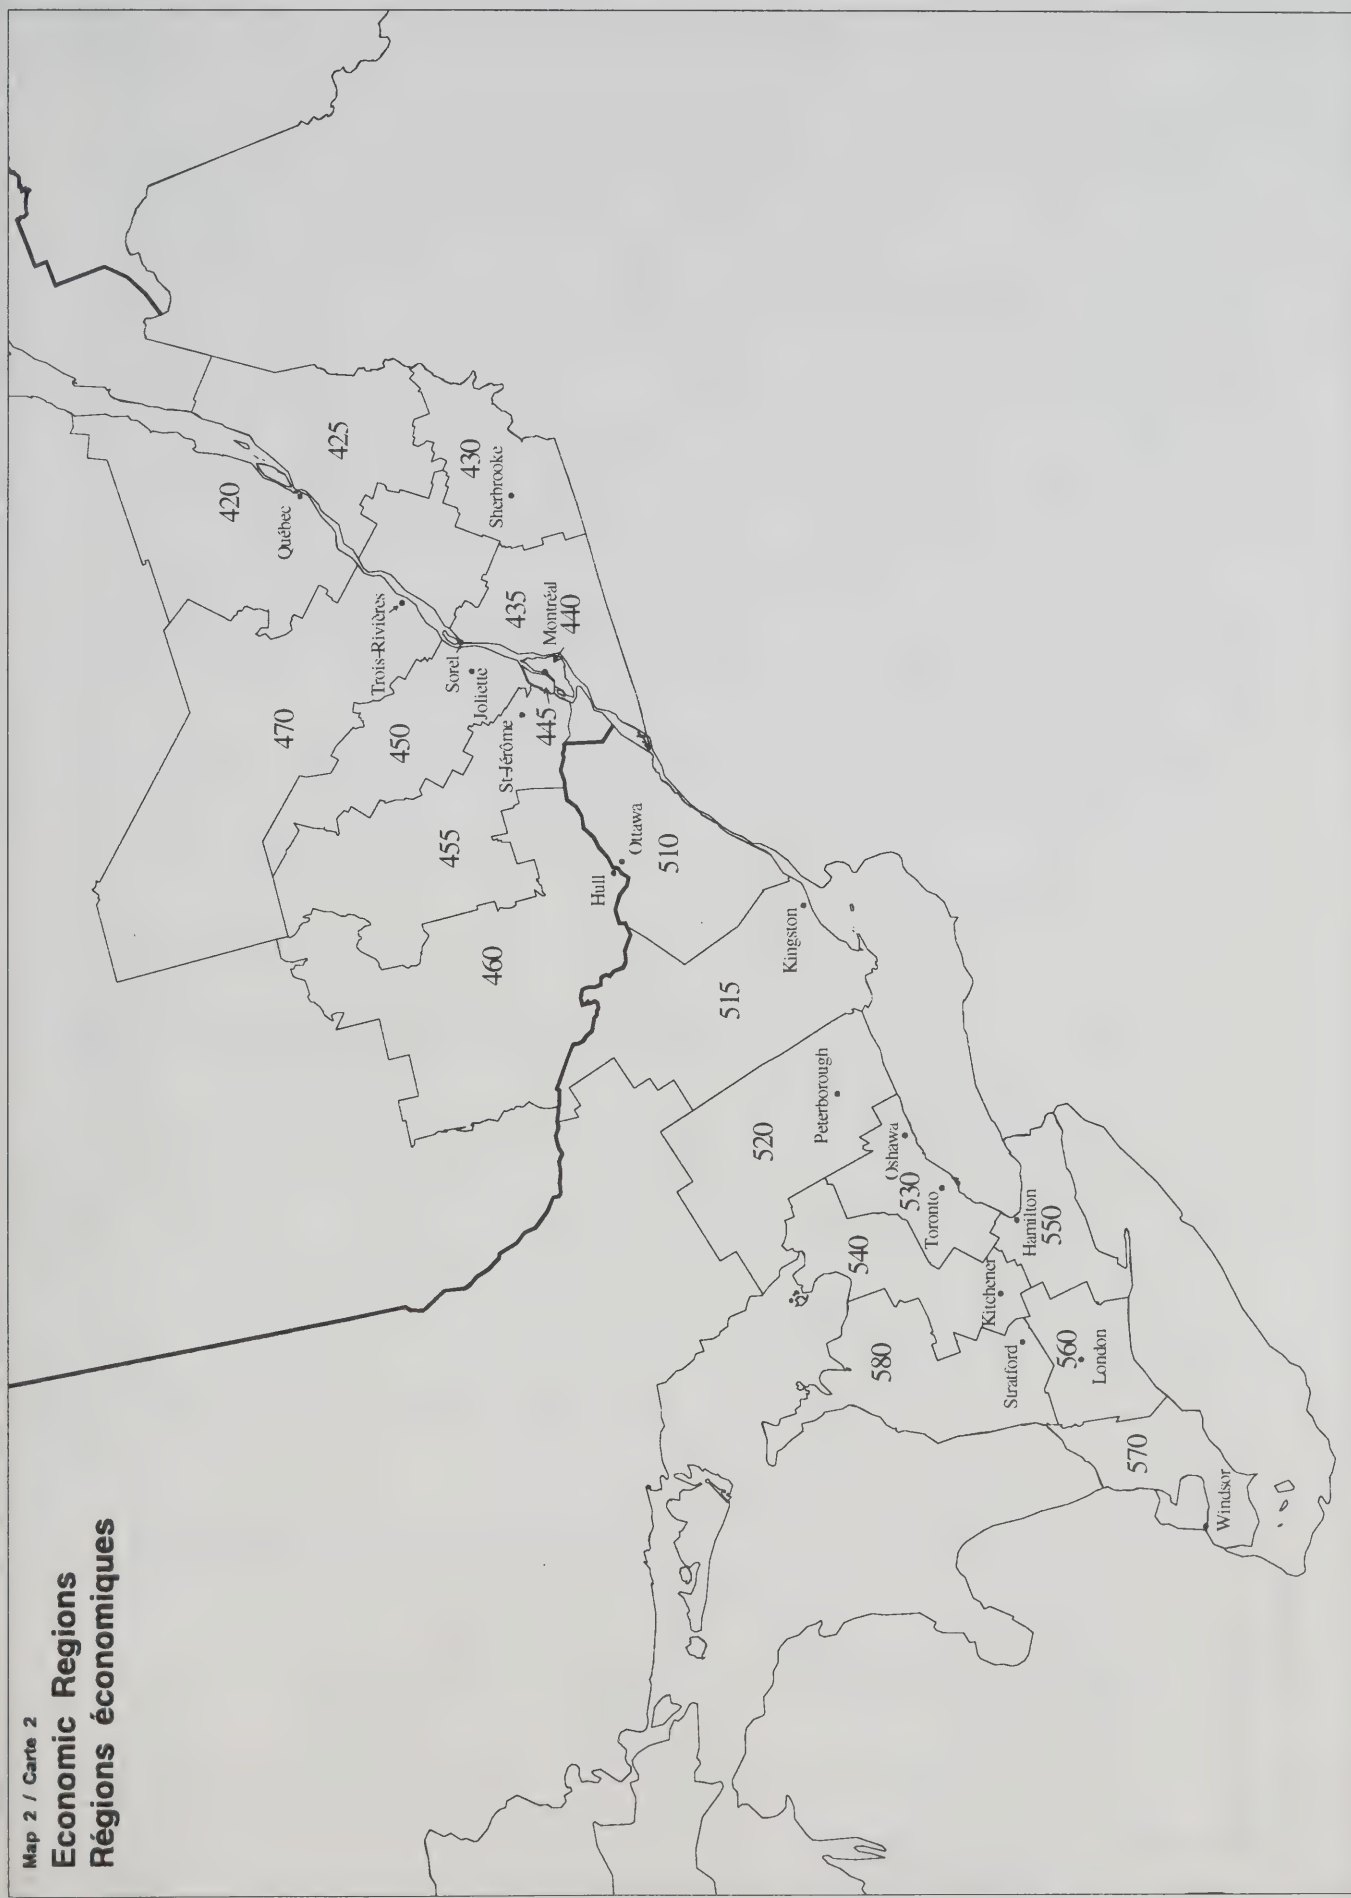 Map 2 / Carte 2
Economic Regions
Régions économiques
420
Québec
425
430
Sherbrooke
470
Trois-Rivières
450
Sorel
Joliette
435
Montréal
440
445
St-Jérôme
455
460
Hull
Ottawa
510
515
Kingston
520
Peterborough
Oshawa
530
Toronto
540
Hamilton
550
Kitchener
580
Stratford
560
London
570
Windsor